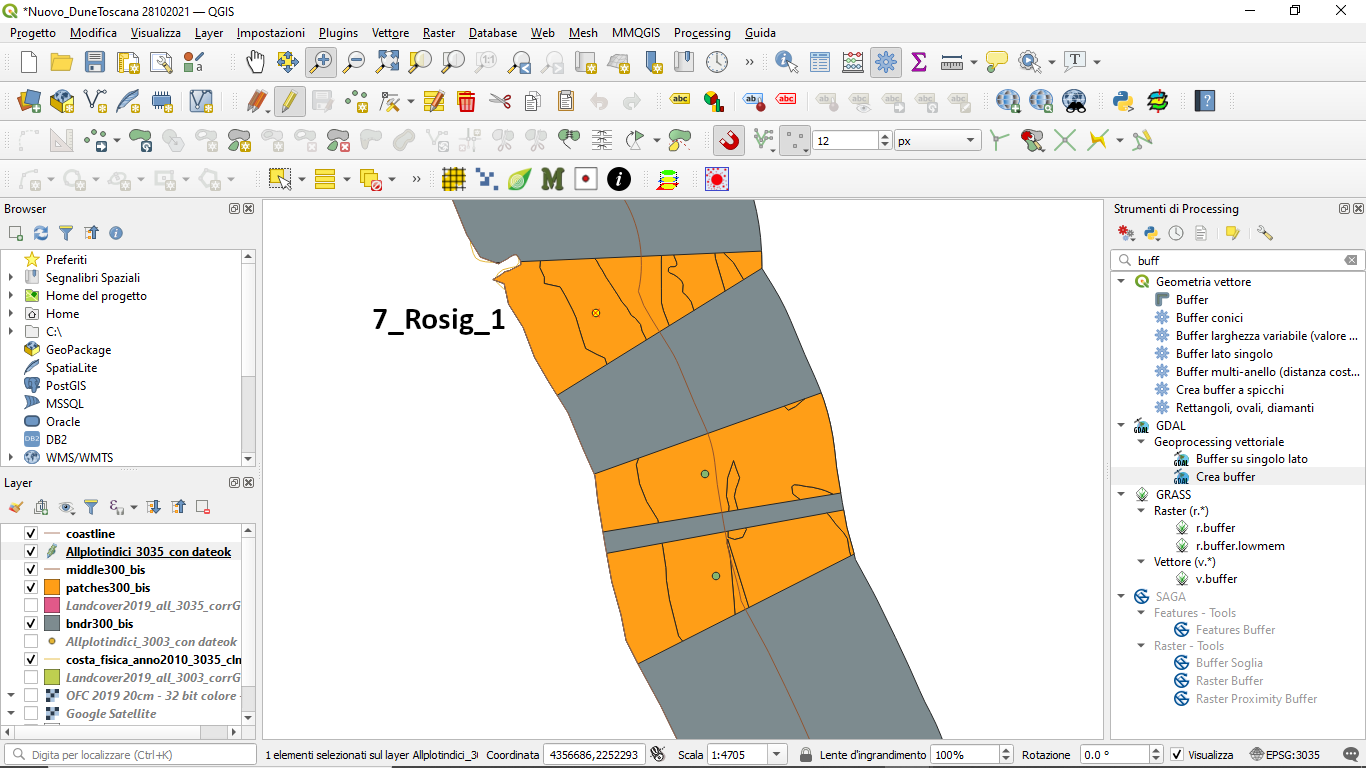 *Nuovo_DuneToscana 28102021 — QGIS
Progetto Modifica Visualizza Layer Impostazioni Plugins Vettore Raster Database Web Mesh MMQGIS Processing Guida
12 px
Browser
Preferiti
Segnalibri Spaziali
Home del progetto
Home
C:\
GeoPackage
SpatiaLite
PostGIS
MSSQL
Oracle
DB2
WMS/WMTS
Layer
coastline
Allplotindici_3035_con dateok
middle300_bis
patches300_bis
Landcover2019_all_3035_corrG
bndr300_bis
Allplotindici_3003_con dateok
costa_fisica_anno2010_3035_cln
Landcover2019_all_3003_corrG
OFC 2019 20cm - 32 bit colore -
Google Satellite
7_Rosig_1
Strumenti di Processing
buff
Geometria vettore
Buffer
Buffer conici
Buffer larghezza variabile (valore ...
Buffer lato singolo
Buffer multi-anello (distanza cost...
Crea buffer a spicchi
Rettangoli, ovali, diamanti
GDAL
Geoprocessing vettoriale
Buffer su singolo lato
Crea buffer
GRASS
Raster (r.*)
r.buffer
r.buffer.lowmem
Vettore (v.*)
v.buffer
SAGA
Features - Tools
Features Buffer
Raster - Tools
Buffer Soglia
Raster Buffer
Raster Proximity Buffer
Digita per localizzare (Ctrl+K) 1 elementi selezionati sul layer Allplotindici_3 Coordinata 4356686,2252293 Scala 1:4705 Lente d'ingrandimento 100% Rotazione 0.0 ° Visualizza EPSG:3035